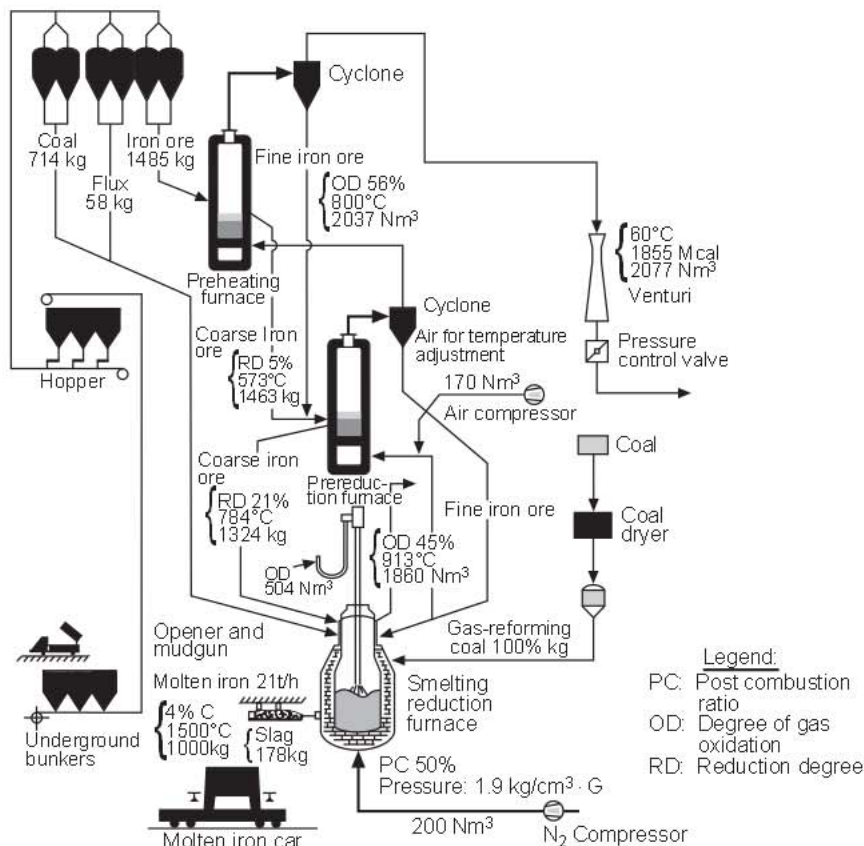 Cyclone
Coal
714 kg
Iron ore
1485 kg
Flux
58 kg
Fine iron ore
OD 56%
800°C
2037 Nm³
60°C
1855 Mcal
2077 Nm³
Venturi
Preheating
furnace
Cyclone
Air for temperature
adjustment
Pressure
control valve
Coarse Iron
ore
RD 5%
573°C
1463 kg
Hopper
170 Nm³
Air compressor
Coal
Coarse iron
ore
RD 21%
784°C
1324 kg
Prereduc-
tion furnace
Fine iron ore
Coal
dryer
OD
504 Nm³
OD 45%
913°C
1860 Nm³
Gas-reforming
coal 100% kg
Opener and
mudgun
Molten iron 21t/h
4% C
1500°C
1000kg
Slag
178kg
Smelting
reduction
furnace
Underground
bunkers
Legend:
PC: Post combustion
ratio
OD: Degree of gas
oxidation
RD: Reduction degree
PC 50%
Pressure: 1.9 kg/cm³ · G
200 Nm³
N₂ Compressor
Molten iron car